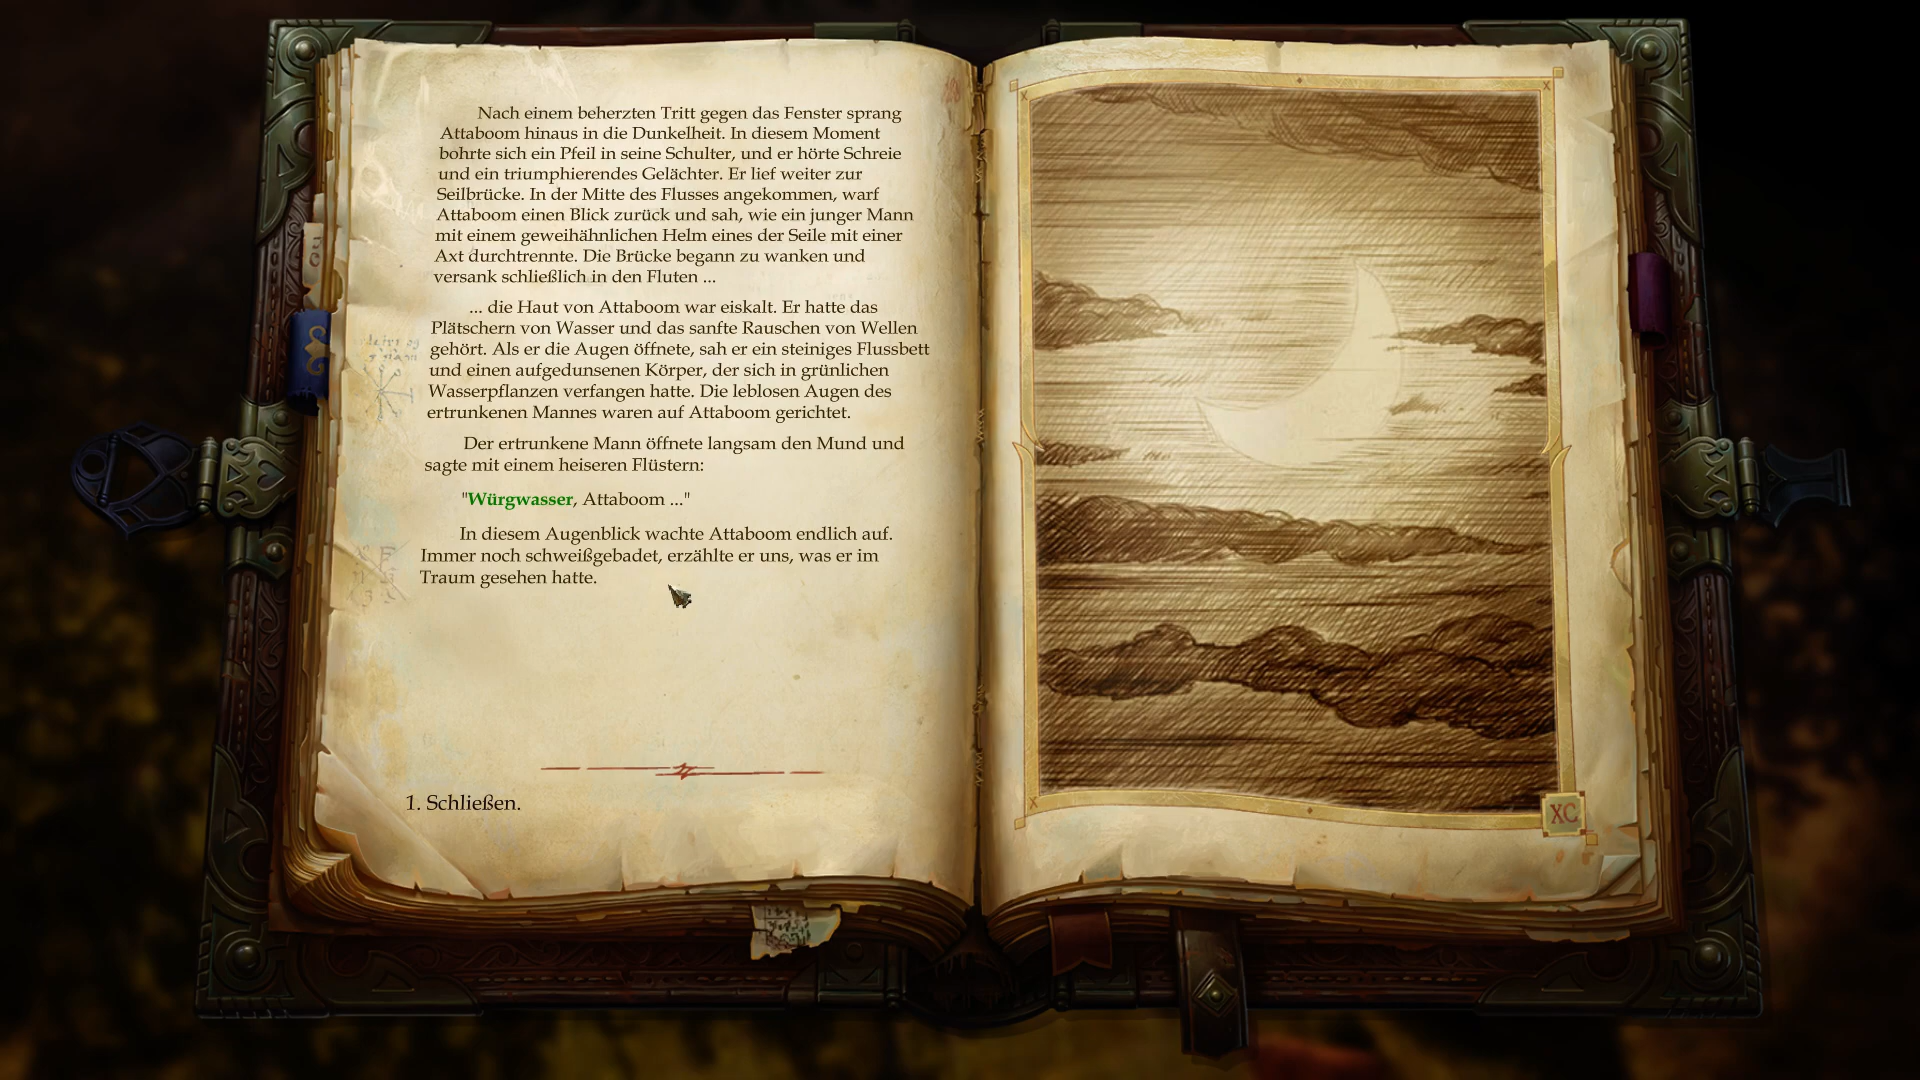 Nach einem beherzten Tritt gegen das Fenster sprang
Attaboom hinaus in die Dunkelheit. In diesem Moment
bohrte sich ein Pfeil in seine Schulter, und er hörte Schreie
und ein triumphierendes Gelächter. Er lief weiter zur
Seilbrücke. In der Mitte des Flusses angekommen, warf
Attaboom einen Blick zurück und sah, wie ein junger Mann
mit einem geweihähnlichen Helm eines der Seile mit einer
Axt durchtrennte. Die Brücke begann zu wanken und
versank schließlich in den Fluten ...
... die Haut von Attaboom war eiskalt. Er hatte das
Plätschern von Wasser und das sanfte Rauschen von Wellen
gehört. Als er die Augen öffnete, sah er ein steiniges Flussbett
und einen aufgedunsenen Körper, der sich in grünlichen
Wasserpflanzen verfangen hatte. Die leblosen Augen des
ertrunkenen Mannes waren auf Attaboom gerichtet.
Der ertrunkene Mann öffnete langsam den Mund und
sagte mit einem heiseren Flüstern:
"Würgwasser, Attaboom ..."
In diesem Augenblick wachte Attaboom endlich auf.
Immer noch schweißgebadet, erzählte er uns, was er im
Traum gesehen hatte.
1. Schließen.
XC